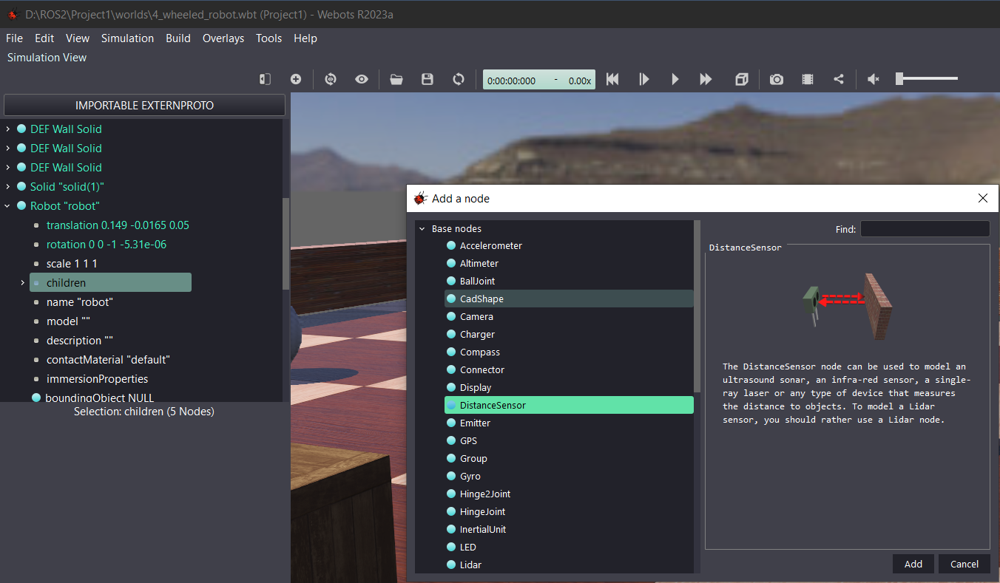 D:\ROS2\Project1\worlds\4_wheeled_robot.wbt (Project1) - Webots R2023a
File Edit View Simulation Build Overlays Tools Help
Simulation View
0:00:00:000 - 0.00x
IMPORTABLE EXTERNPROTO
DEF Wall Solid
DEF Wall Solid
DEF Wall Solid
Solid "solid(1)"
Robot "robot"
translation 0.149 -0.0165 0.05
rotation 0 0 -1 -5.31e-06
scale 1 1 1
children
name "robot"
model ""
description ""
contactMaterial "default"
immersionProperties
boundingObject NULL
Selection: children (5 Nodes)
Add a node
Base nodes
Accelerometer
Altimeter
BallJoint
CadShape
Camera
Charger
Compass
Connector
Display
DistanceSensor
Emitter
GPS
Group
Gyro
Hinge2Joint
HingeJoint
InertialUnit
LED
Lidar
Find:
DistanceSensor
The DistanceSensor node can be used to model an
ultrasound sonar, an infra-red sensor, a single-
ray laser or any type of device that measures
the distance to objects. To model a Lidar
sensor, you should rather use a Lidar node.
Add
Cancel